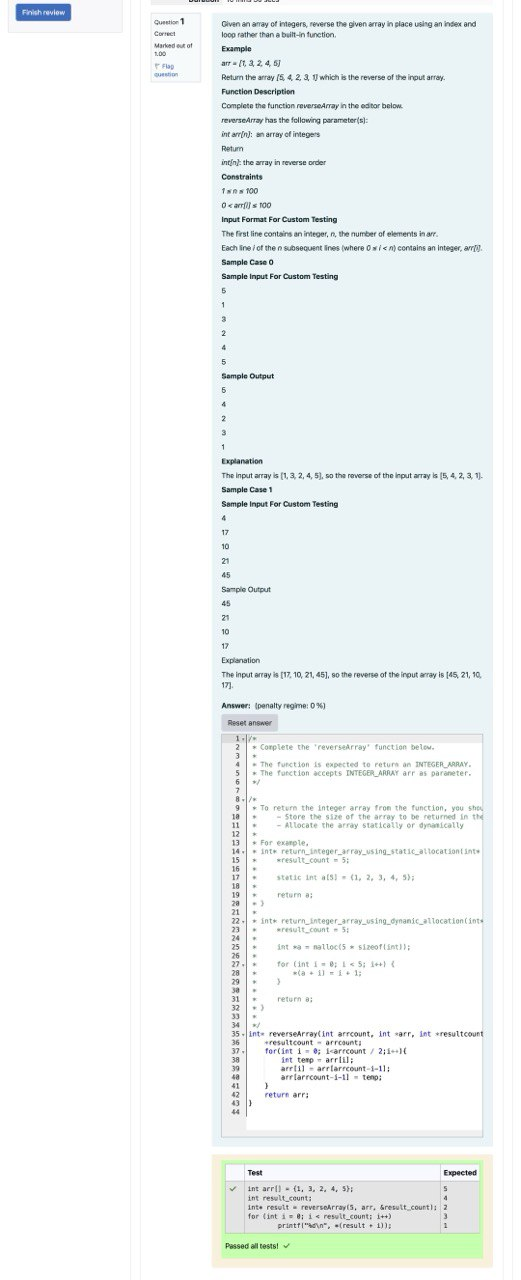 Finish review
Duration 10 mins 50 secs
Question 1
Correct
Marked out of
1.00
Flag
question
Given an array of integers, reverse the given array in place using an index and
loop rather than a built-in function.
Example
arr = [1, 3, 2, 4, 5]
Return the array [5, 4, 2, 3, 1] which is the reverse of the input array.
Function Description
Complete the function reverseArray in the editor below.
reverseArray has the following parameter(s):
int arr[n]: an array of integers
Return
int[n]: the array in reverse order
Constraints
1 ≤ n ≤ 100
0 < arr[i] ≤ 100
Input Format For Custom Testing
The first line contains an integer, n, the number of elements in arr.
Each line i of the n subsequent lines (where 0 ≤ i < n) contains an integer, arr[i].
Sample Case 0
Sample Input For Custom Testing
5
1
3
2
4
5
Sample Output
5
4
2
3
1
Explanation
The input array is [1, 3, 2, 4, 5], so the reverse of the input array is [5, 4, 2, 3, 1].
Sample Case 1
Sample Input For Custom Testing
4
17
10
21
45
Sample Output
45
21
10
17
Explanation
The input array is [17, 10, 21, 45], so the reverse of the input array is [45, 21, 10,
17].
Answer: (penalty regime: 0 %)
Reset answer
1 /*
2 * Complete the 'reverseArray' function below.
3 *
4 * The function is expected to return an INTEGER_ARRAY.
5 * The function accepts INTEGER_ARRAY arr as parameter.
6 */
7
8 /*
9 * To return the integer array from the function, you shou
10 * - Store the size of the array to be returned in the
11 * - Allocate the array statically or dynamically
12 *
13 * For example,
14 * int* return_integer_array_using_static_allocation(int*
15 * *result_count = 5;
16 *
17 * static int a[5] = {1, 2, 3, 4, 5};
18 *
19 * return a;
20 * }
21 *
22 * int* return_integer_array_using_dynamic_allocation(int*
23 * *result_count = 5;
24 *
25 * int *a = malloc(5 * sizeof(int));
26 *
27 * for (int i = 0; i < 5; i++) {
28 * *(a + i) = i + 1;
29 * }
30 *
31 * return a;
32 * }
33 *
34 */
35 int* reverseArray(int arrcount, int *arr, int *resultcount
36 *resultcount = arrcount;
37 for(int i = 0; i<arrcount / 2;i++){
38 int temp = arr[i];
39 arr[i] = arr[arrcount-i-1];
40 arr[arrcount-i-1] = temp;
41 }
42 return arr;
43 }
44
Test Expected
int arr[] = {1, 3, 2, 4, 5}; 5
int result_count; 4
int* result = reverseArray(5, arr, &result_count); 2
for (int i = 0; i < result_count; i++) 3
printf("%d\n", *(result + i)); 1
Passed all tests!